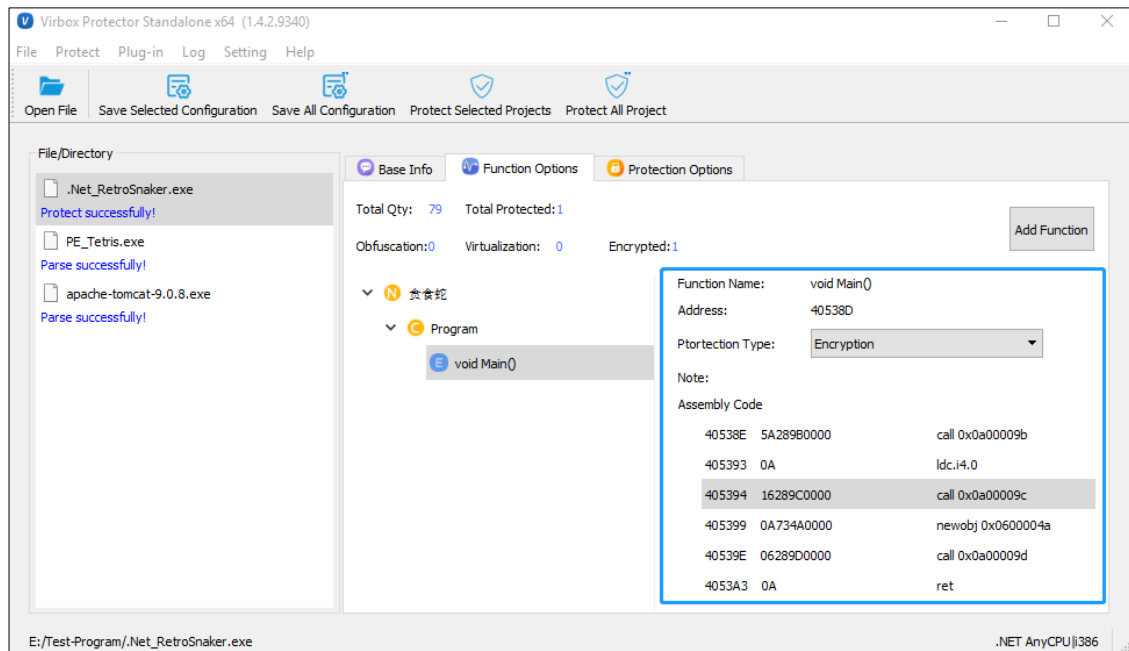 Virbox Protector Standalone x64 (1.4.2.9340)
File Protect Plug-in Log Setting Help
Open File Save Selected Configuration Save All Configuration Protect Selected Projects Protect All Project
File/Directory
.Net_RetroSnaker.exe
Protect successfully!
PE_Tetris.exe
Parse successfully!
apache-tomcat-9.0.8.exe
Parse successfully!
Base Info Function Options Protection Options
Total Qty: 79 Total Protected:1
Obfuscation:0 Virtualization: 0 Encrypted:1
Add Function
N 贪食蛇
C Program
E void Main()
Function Name: void Main()
Address: 40538D
Ptortection Type: Encryption
Note:
Assembly Code
40538E 5A289B0000 call 0x0a00009b
405393 0A ldc.i4.0
405394 16289C0000 call 0x0a00009c
405399 0A734A0000 newobj 0x0600004a
40539E 06289D0000 call 0x0a00009d
4053A3 0A ret
E:/Test-Program/.Net_RetroSnaker.exe .NET AnyCPU|i386